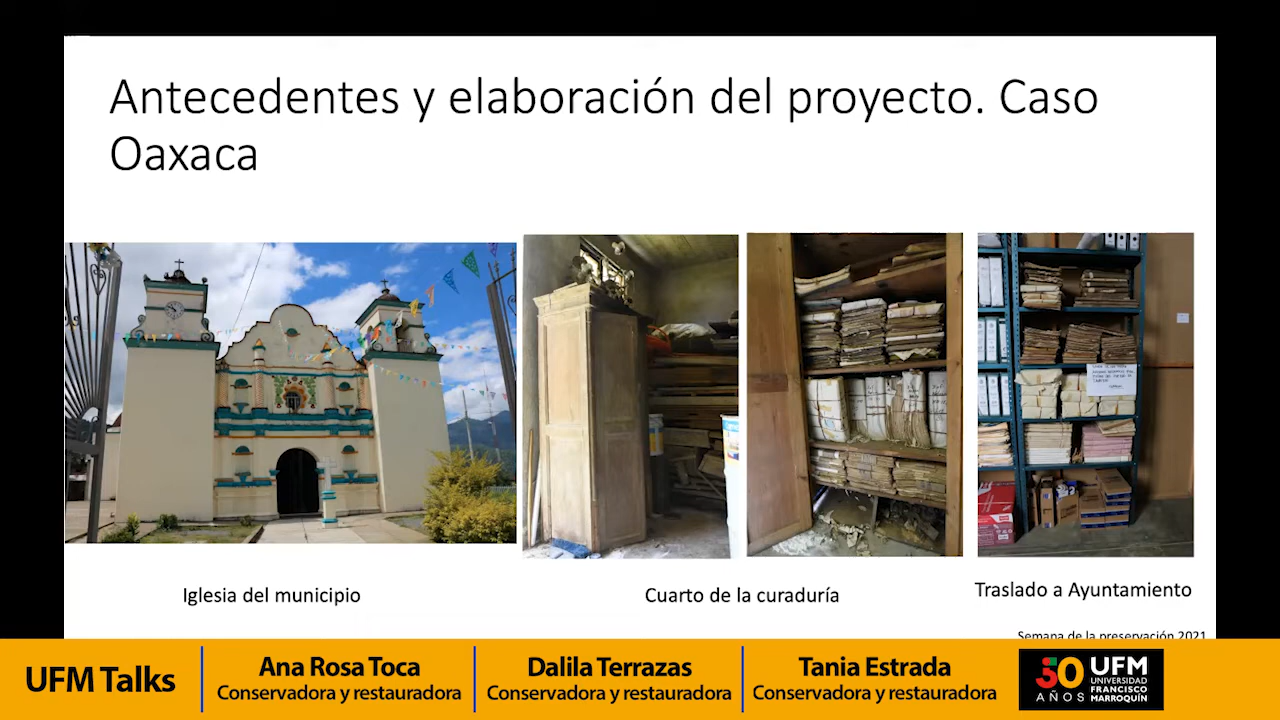 Antecedentes y elaboración del proyecto. Caso
Oaxaca
Iglesia del municipio
Cuarto de la curaduría
Traslado a Ayuntamiento
Semana de la preservación 2021
UFM Talks
Ana Rosa Toca
Conservadora y restauradora
Dalila Terrazas
Conservadora y restauradora
Tania Estrada
Conservadora y restauradora
50
AÑOS
UFM
UNIVERSIDAD
FRANCISCO
MARROQUÍN